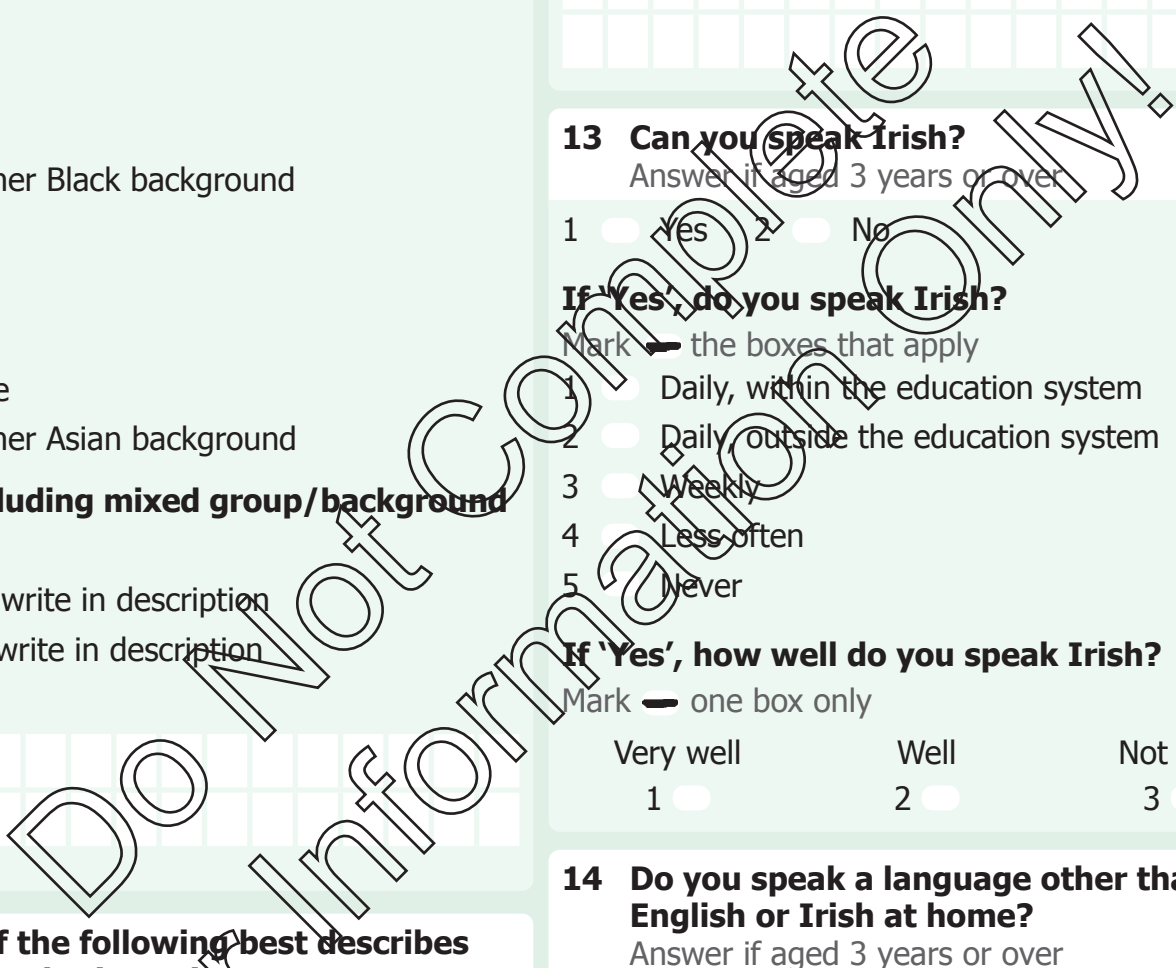 her Black background
e
her Asian background
luding mixed group/background
write in description
write in description
f the following best describes
13 Can you speak Irish?
Answer if aged 3 years or over
1 Yes 2 No
If ‘Yes’, do you speak Irish?
Mark the boxes that apply
1 Daily, within the education system
2 Daily, outside the education system
3 Weekly
4 Less often
5 Never
If ‘Yes’, how well do you speak Irish?
Mark one box only
Very well Well Not
1 2 3
14 Do you speak a language other tha
English or Irish at home?
Answer if aged 3 years or over
Do Not Complete
r Information Only!